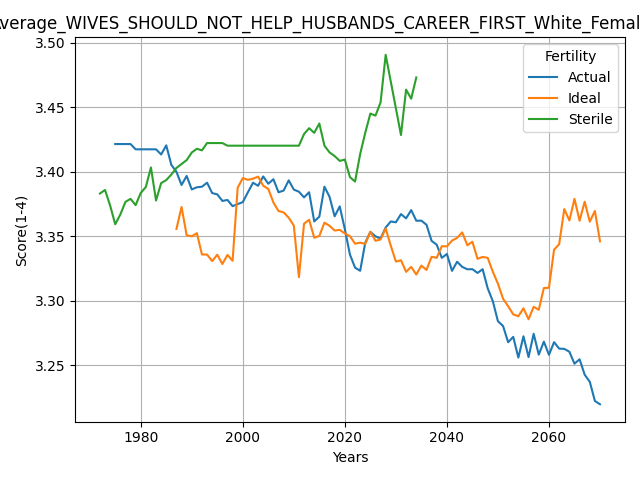 Average_WIVES_SHOULD_NOT_HELP_HUSBANDS_CAREER_FIRST_White_Femal
3.50
3.45
3.40
3.35
3.30
3.25
Score(1-4)
1980
2000
2020
2040
2060
Years
Fertility
Actual
Ideal
Sterile